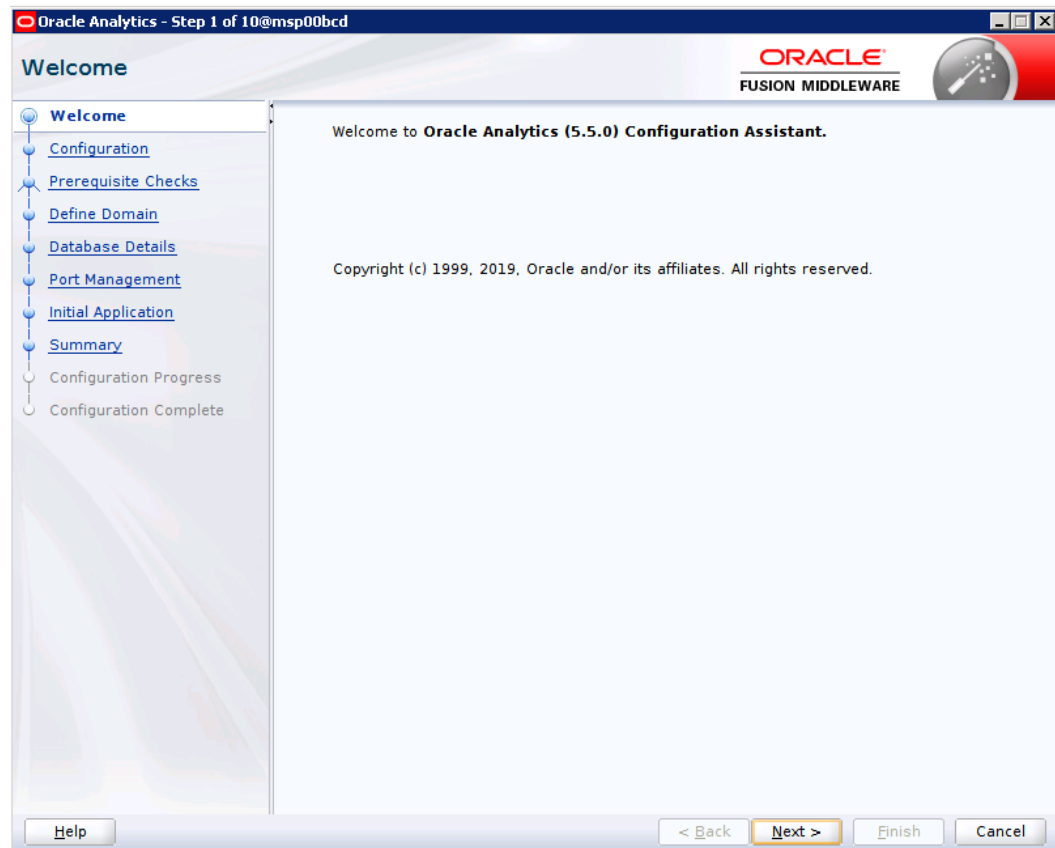 Oracle Analytics - Step 1 of 10@msp00bcd
Welcome
ORACLE®
FUSION MIDDLEWARE
Welcome
Configuration
Prerequisite Checks
Define Domain
Database Details
Port Management
Initial Application
Summary
Configuration Progress
Configuration Complete
Welcome to Oracle Analytics (5.5.0) Configuration Assistant.
Copyright (c) 1999, 2019, Oracle and/or its affiliates. All rights reserved.
Help
< Back
Next >
Finish
Cancel